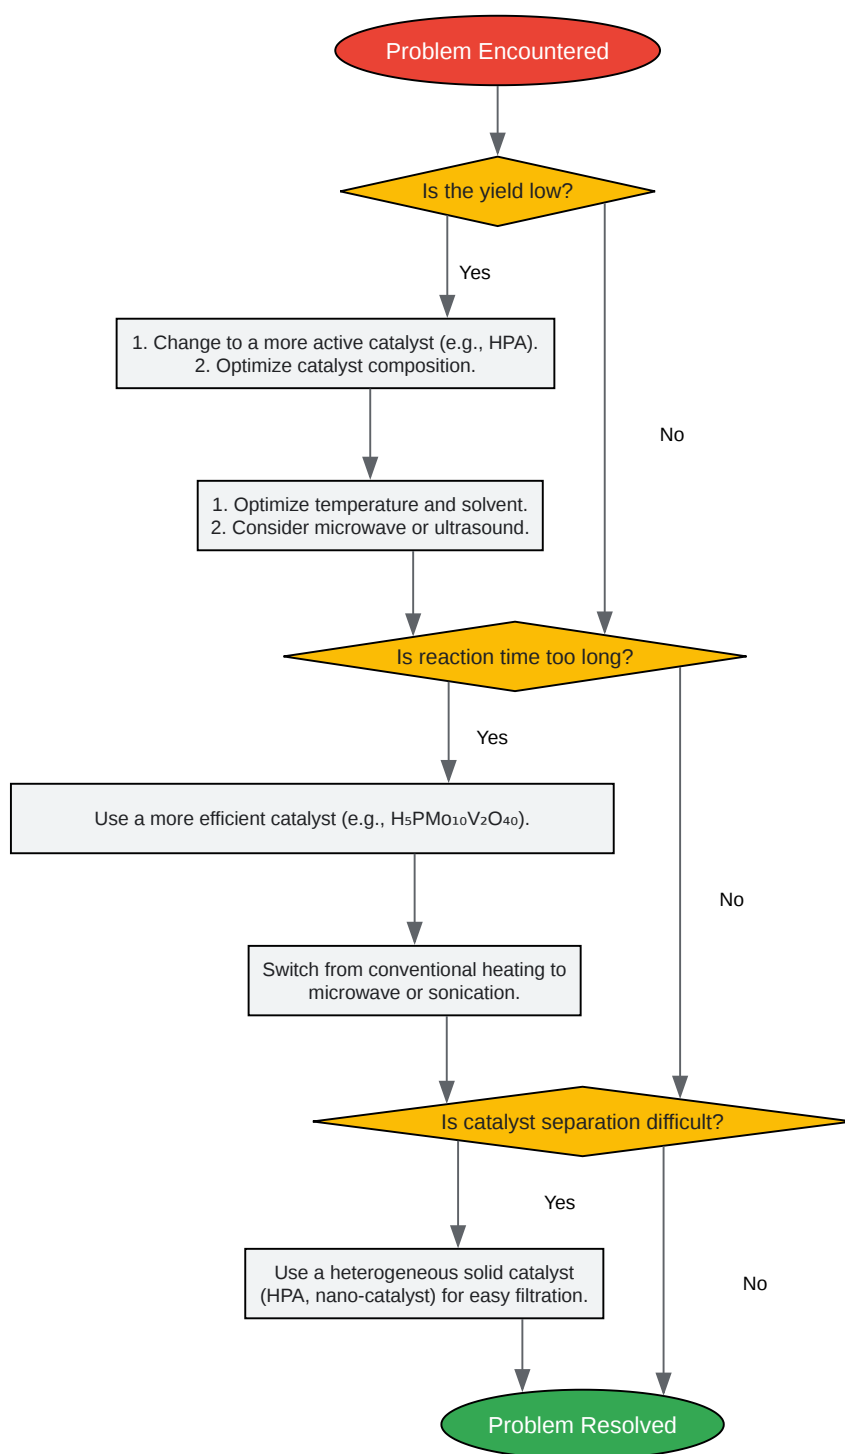 Problem Encountered
Is the yield low?
Yes
1. Change to a more active catalyst (e.g., HPA).
2. Optimize catalyst composition.
No
1. Optimize temperature and solvent.
2. Consider microwave or ultrasound.
Is reaction time too long?
Yes
Use a more efficient catalyst (e.g., H₅PMo₁₀V₂O₄₀).
No
Switch from conventional heating to
microwave or sonication.
Is catalyst separation difficult?
Yes
Use a heterogeneous solid catalyst
(HPA, nano-catalyst) for easy filtration.
No
Problem Resolved